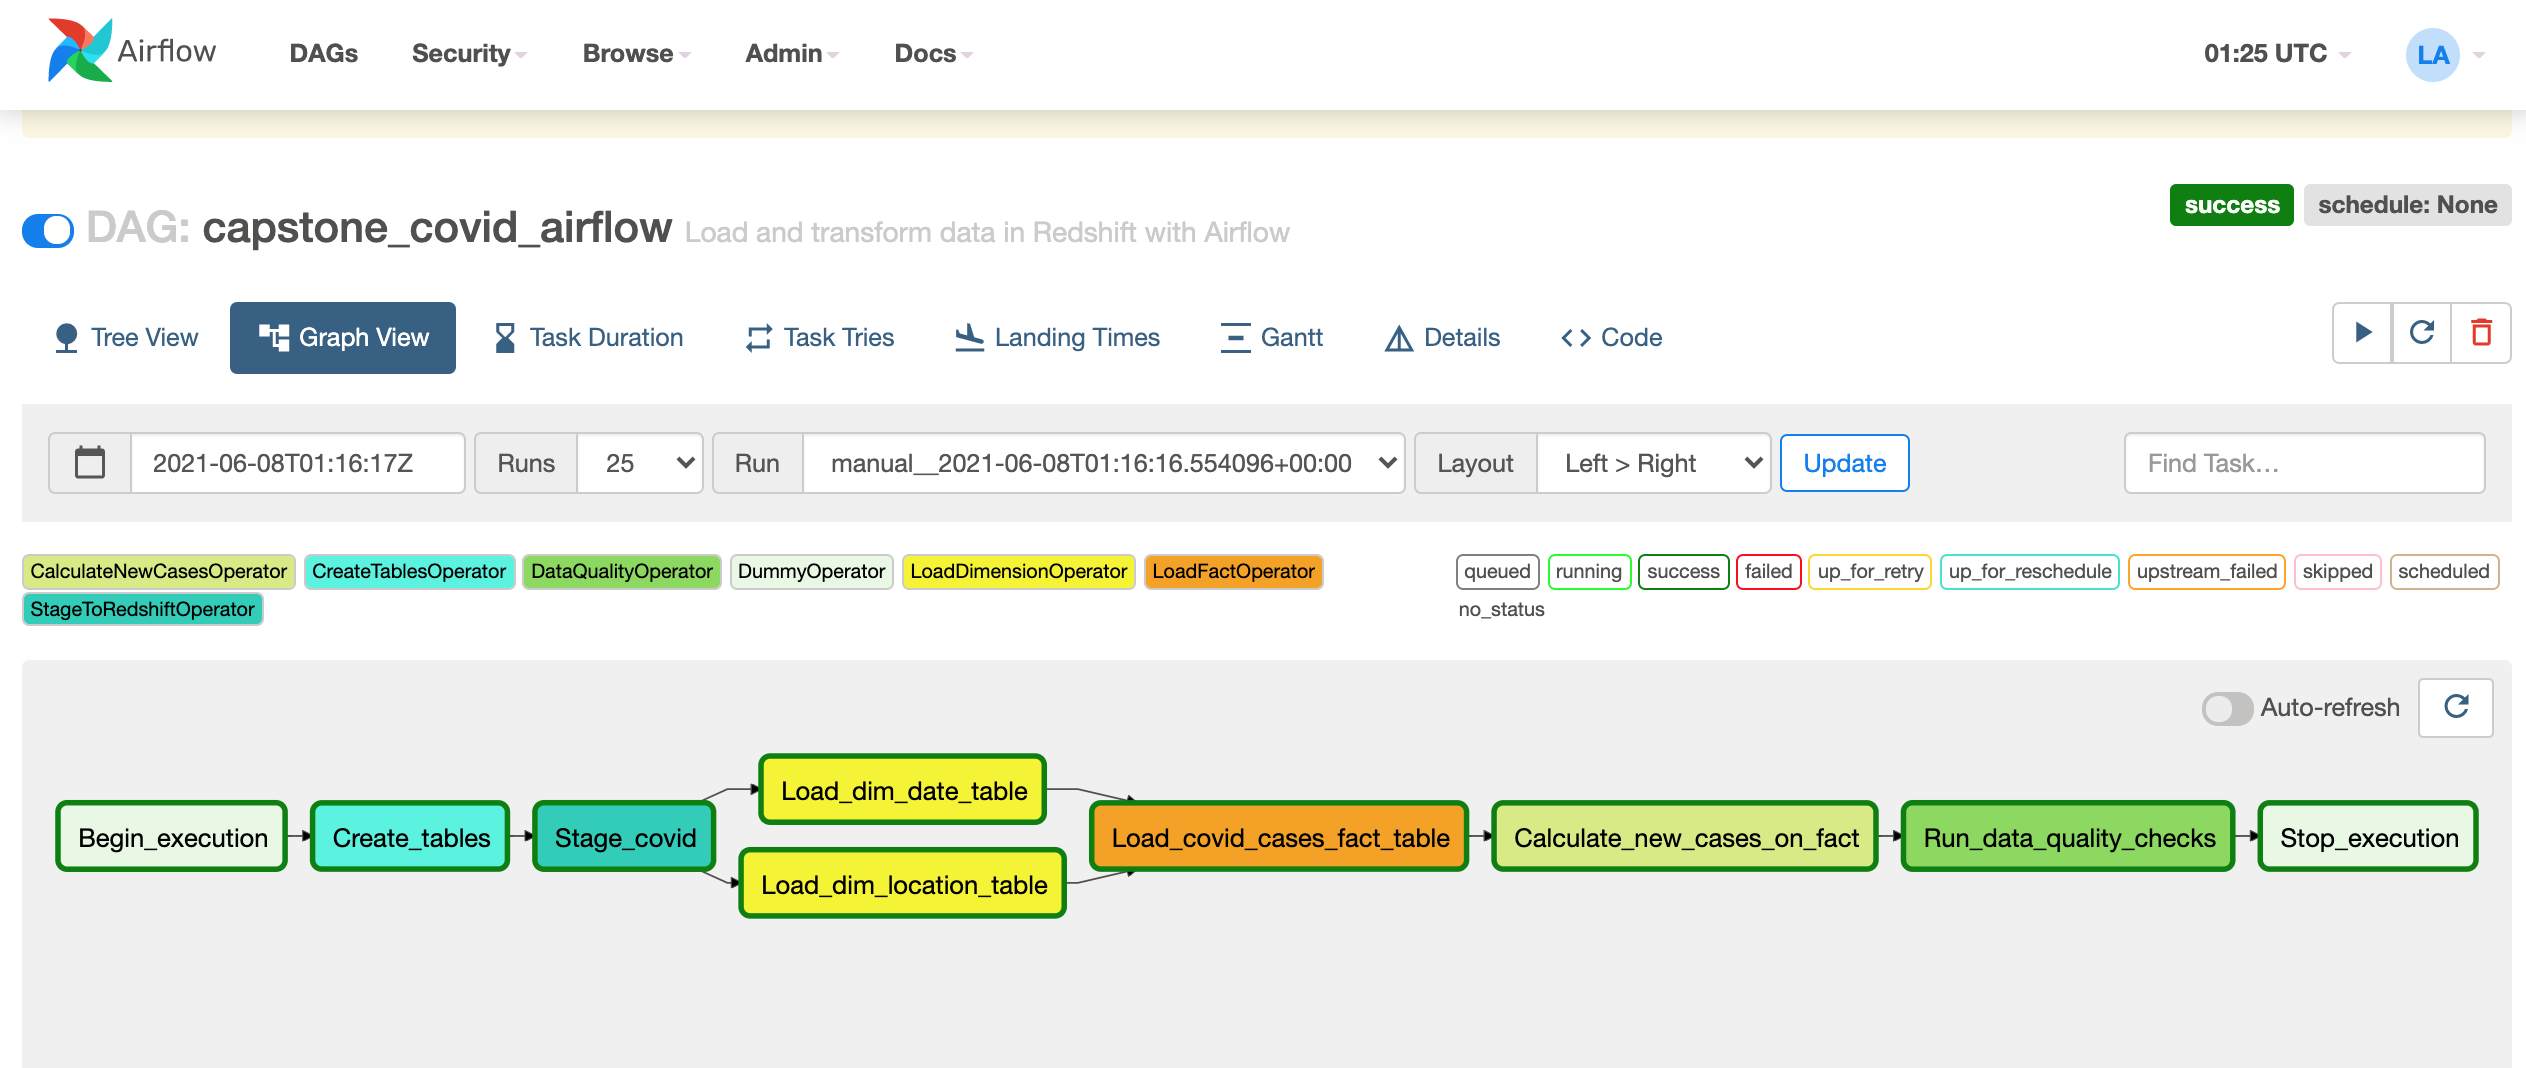 Airflow DAGs Security Browse Admin Docs 01:25 UTC LA
success schedule: None
DAG: capstone_covid_airflow Load and transform data in Redshift with Airflow
Tree View Graph View Task Duration Task Tries Landing Times Gantt Details Code
2021-06-08T01:16:17Z Runs 25 Run manual__2021-06-08T01:16:16.554096+00:00 Layout Left > Right Update Find Task…
CalculateNewCasesOperator CreateTablesOperator DataQualityOperator DummyOperator LoadDimensionOperator LoadFactOperator
StageToRedshiftOperator
queued running success failed up_for_retry up_for_reschedule upstream_failed skipped scheduled
no_status
Auto-refresh
Begin_execution
Create_tables
Stage_covid
Load_dim_date_table
Load_dim_location_table
Load_covid_cases_fact_table
Calculate_new_cases_on_fact
Run_data_quality_checks
Stop_execution